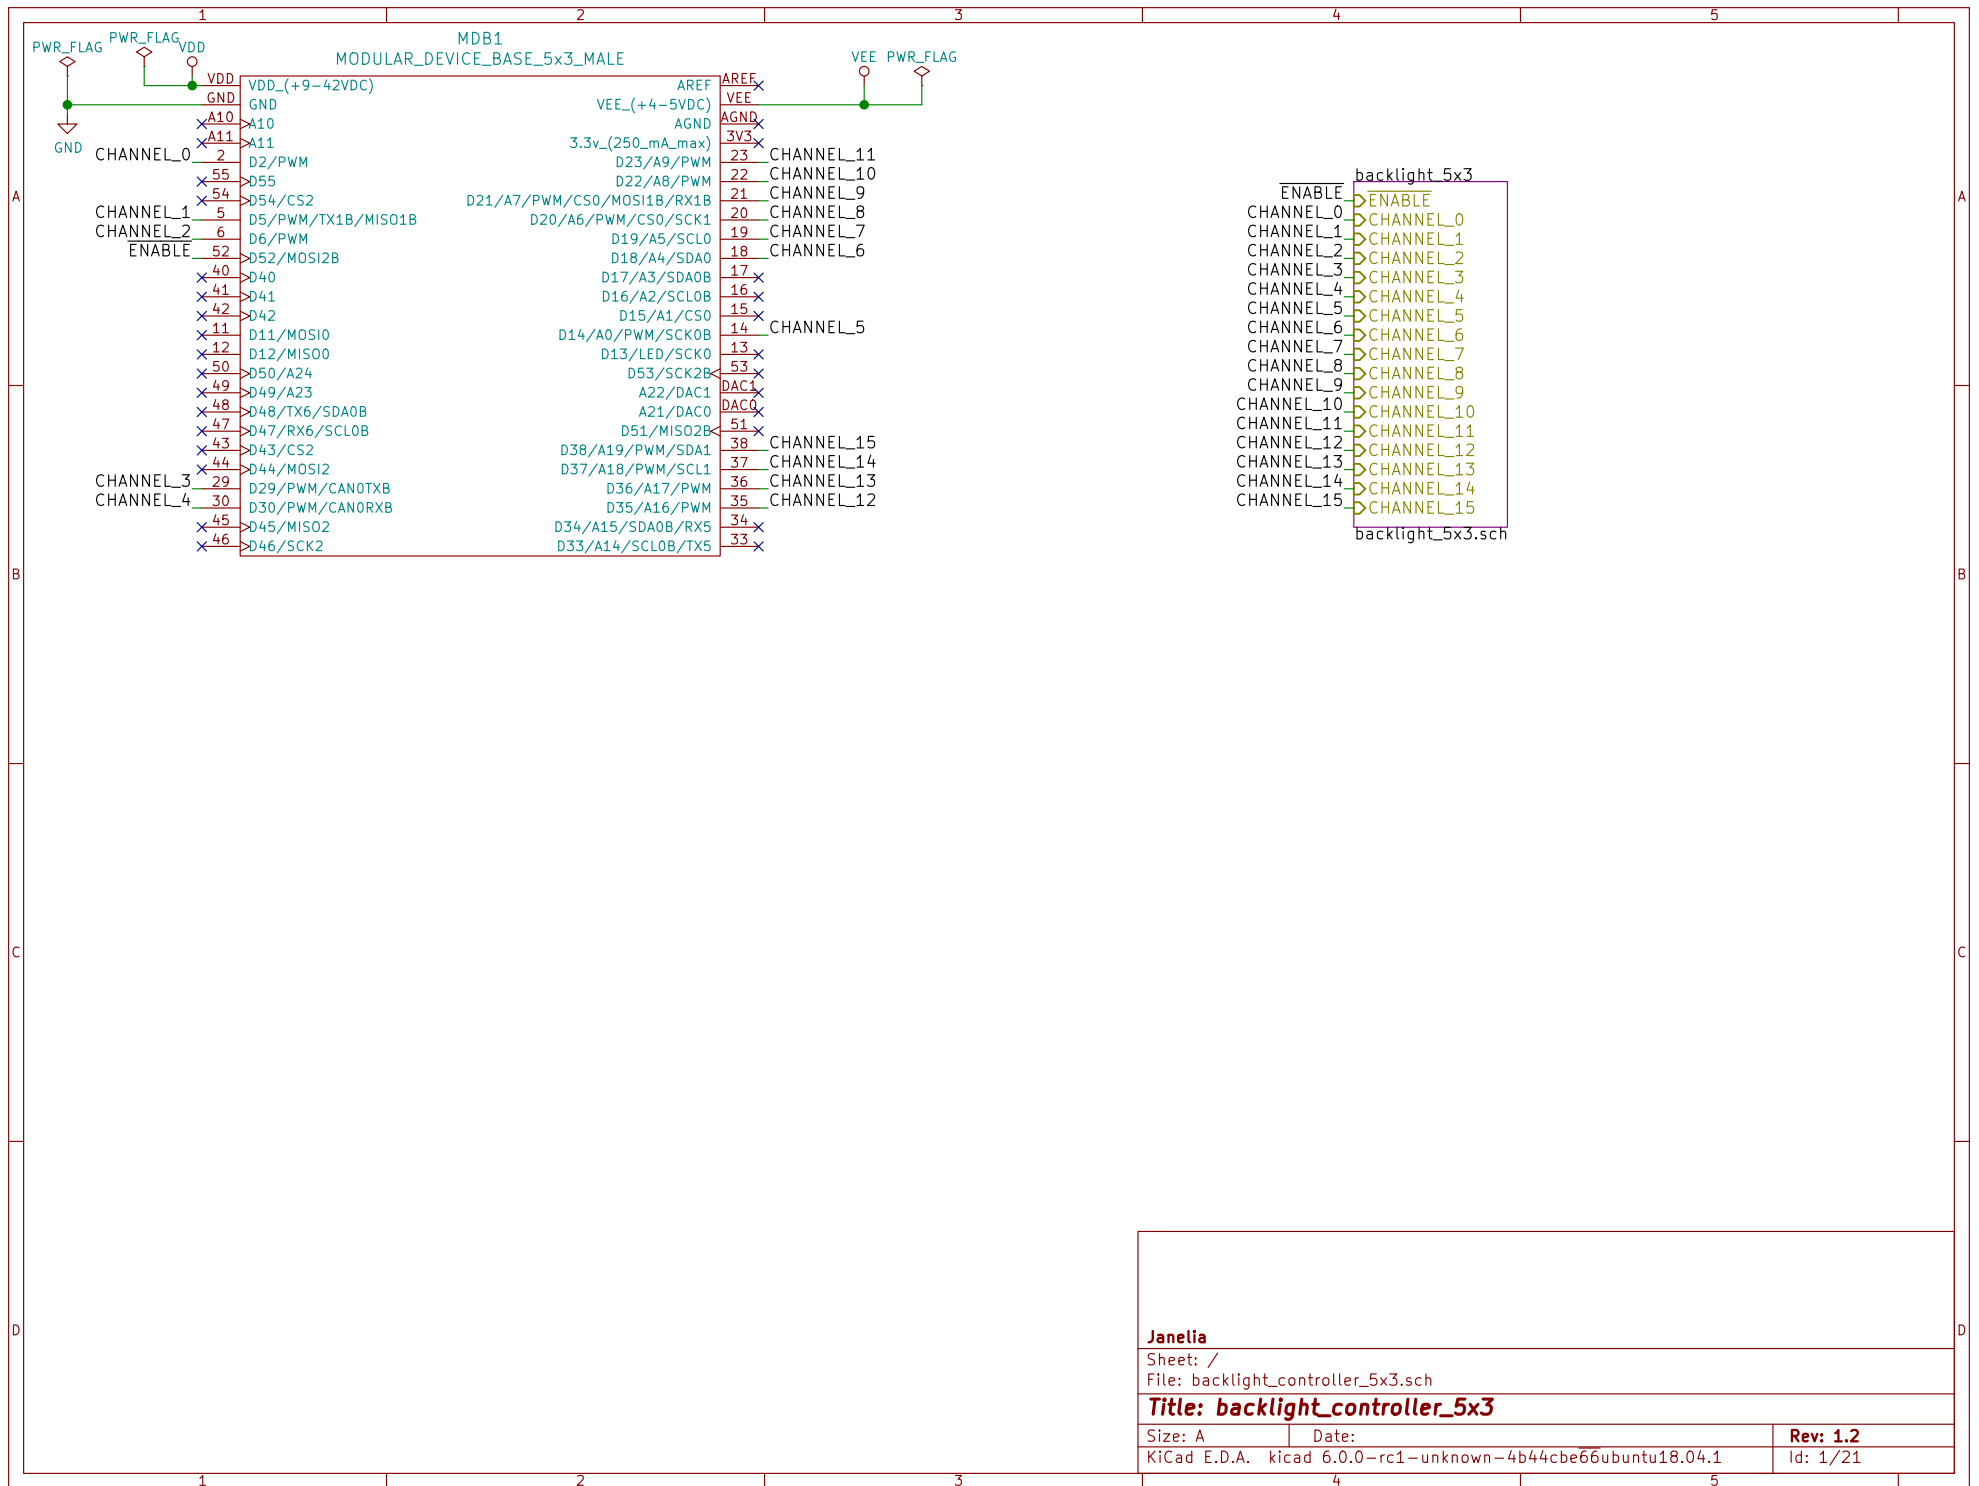 1 2 3 4 5
PWR_FLAG PWR_FLAG VDD
MDB1
MODULAR_DEVICE_BASE_5x3_MALE
VEE PWR_FLAG
VDD VDD_(+9-42VDC) AREF AREF
GND GND VEE_(+4-5VDC) VEE
A10 A10 AGND AGND
A11 A11 3.3v_(250_mA_max) 3V3
GND
CHANNEL_0 2 D2/PWM D23/A9/PWM 23 CHANNEL_11
55 D55 D22/A8/PWM 22 CHANNEL_10
54 D54/CS2 D21/A7/PWM/CS0/MOSI1B/RX1B 21 CHANNEL_9
CHANNEL_1 5 D5/PWM/TX1B/MISO1B D20/A6/PWM/CS0/SCK1 20 CHANNEL_8
CHANNEL_2 6 D6/PWM D19/A5/SCL0 19 CHANNEL_7
ENABLE 52 D52/MOSI2B D18/A4/SDA0 18 CHANNEL_6
40 D40 D17/A3/SDA0B 17
41 D41 D16/A2/SCL0B 16
42 D42 D15/A1/CS0 15
11 D11/MOSI0 D14/A0/PWM/SCK0B 14 CHANNEL_5
12 D12/MISO0 D13/LED/SCK0 13
50 D50/A24 D53/SCK2B 53
49 D49/A23 A22/DAC1 DAC1
48 D48/TX6/SDA0B A21/DAC0 DAC0
47 D47/RX6/SCL0B D51/MISO2B 51
43 D43/CS2 D38/A19/PWM/SDA1 38 CHANNEL_15
44 D44/MOSI2 D37/A18/PWM/SCL1 37 CHANNEL_14
CHANNEL_3 29 D29/PWM/CAN0TXB D36/A17/PWM 36 CHANNEL_13
CHANNEL_4 30 D30/PWM/CAN0RXB D35/A16/PWM 35 CHANNEL_12
45 D45/MISO2 D34/A15/SDA0B/RX5 34
46 D46/SCK2 D33/A14/SCL0B/TX5 33
backlight_5x3
ENABLE ENABLE
CHANNEL_0 CHANNEL_0
CHANNEL_1 CHANNEL_1
CHANNEL_2 CHANNEL_2
CHANNEL_3 CHANNEL_3
CHANNEL_4 CHANNEL_4
CHANNEL_5 CHANNEL_5
CHANNEL_6 CHANNEL_6
CHANNEL_7 CHANNEL_7
CHANNEL_8 CHANNEL_8
CHANNEL_9 CHANNEL_9
CHANNEL_10 CHANNEL_10
CHANNEL_11 CHANNEL_11
CHANNEL_12 CHANNEL_12
CHANNEL_13 CHANNEL_13
CHANNEL_14 CHANNEL_14
CHANNEL_15 CHANNEL_15
backlight_5x3.sch
A A
B B
C C
D D
Janelia
Sheet: /
File: backlight_controller_5x3.sch
Title: backlight_controller_5x3
Size: A Date: Rev: 1.2
KiCad E.D.A. kicad 6.0.0-rc1-unknown-4b44cbe66ubuntu18.04.1 Id: 1/21
1 2 3 4 5